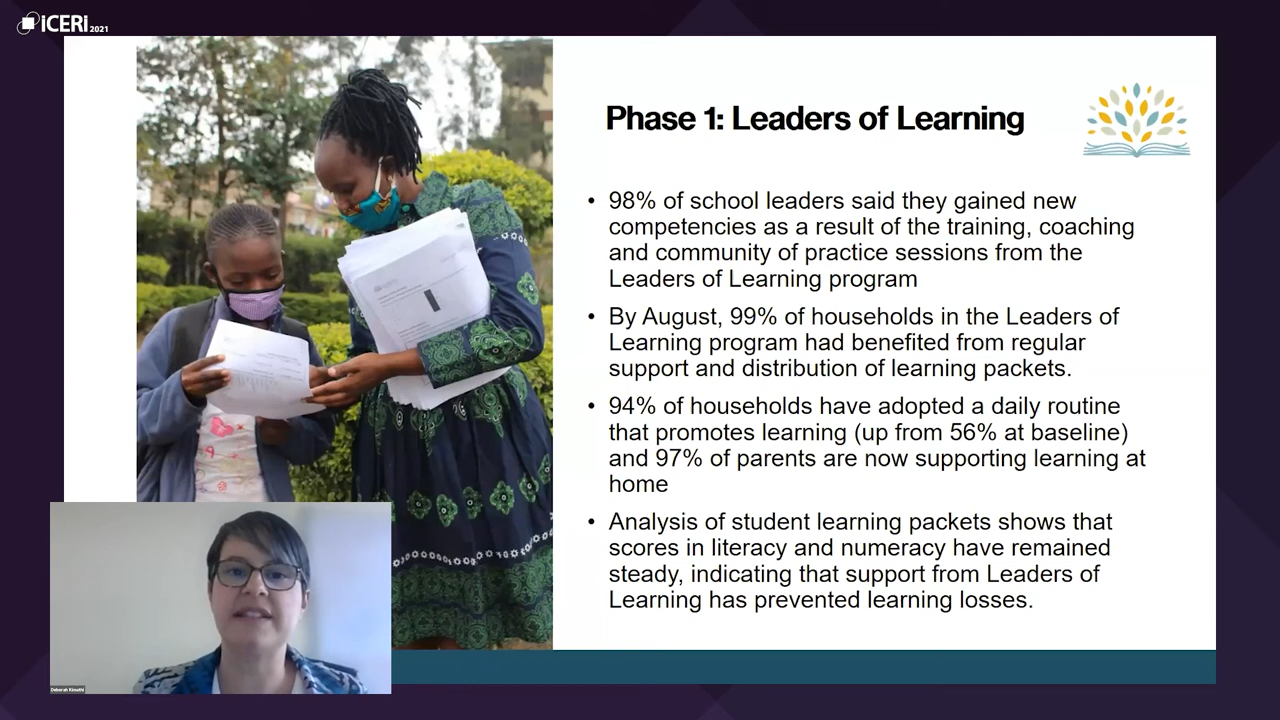 iCERi 2021
Phase 1: Leaders of Learning
• 98% of school leaders said they gained new
competencies as a result of the training, coaching
and community of practice sessions from the
Leaders of Learning program
• By August, 99% of households in the Leaders of
Learning program had benefited from regular
support and distribution of learning packets.
• 94% of households have adopted a daily routine
that promotes learning (up from 56% at baseline)
and 97% of parents are now supporting learning at
home
• Analysis of student learning packets shows that
scores in literacy and numeracy have remained
steady, indicating that support from Leaders of
Learning has prevented learning losses.
Deborah Kimathi